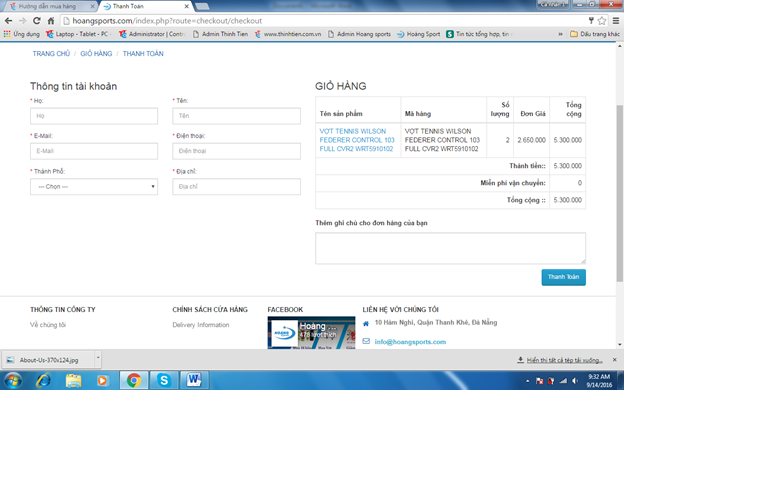 Hướng dẫn mua hàng
Thanh Toán
hoangsports.com/index.php?route=checkout/checkout
Ứng dụng
Laptop - Tablet - PC -
Administrator | Contr
Admin Thinh Tien
www.thinhtien.com.vn
Admin Hoang sports
Hoàng Sport
Tin tức tổng hợp, tin
»
Dấu trang khác
TRANG CHỦ / GIỎ HÀNG / THANH TOÁN
Thông tin tài khoản
* Họ:
* Tên:
Họ
Tên
* E-Mail:
* Điện thoại:
E-Mail
Điện thoại
* Thành Phố:
* Địa chỉ:
--- Chọn ---
Địa chỉ
GIỎ HÀNG
Tên sản phẩm
Mã hàng
Số lượng
Đơn Giá
Tổng cộng
VỢT TENNIS WILSON
FEDERER CONTROL 103
FULL CVR2 WRT5910102
VỢT TENNIS WILSON
FEDERER CONTROL 103
FULL CVR2 WRT5910102
2
2.650.000
5.300.000
Thành tiền::
5.300.000
Miễn phí vận chuyển:
0
Tổng cộng ::
5.300.000
Thêm ghi chú cho đơn hàng của bạn
Thanh Toán
THÔNG TIN CÔNG TY
CHÍNH SÁCH CỬA HÀNG
FACEBOOK
LIÊN HỆ VỚI CHÚNG TÔI
Về chúng tôi
Delivery Information
Hoàng ...
476 lượt thích
10 Hàm Nghi, Quận Thanh Khê, Đà Nẵng
info@hoangsports.com
About-Us-370x124.jpg
Hiển thị tất cả tệp tải xuống...
9:32 AM
9/14/2016